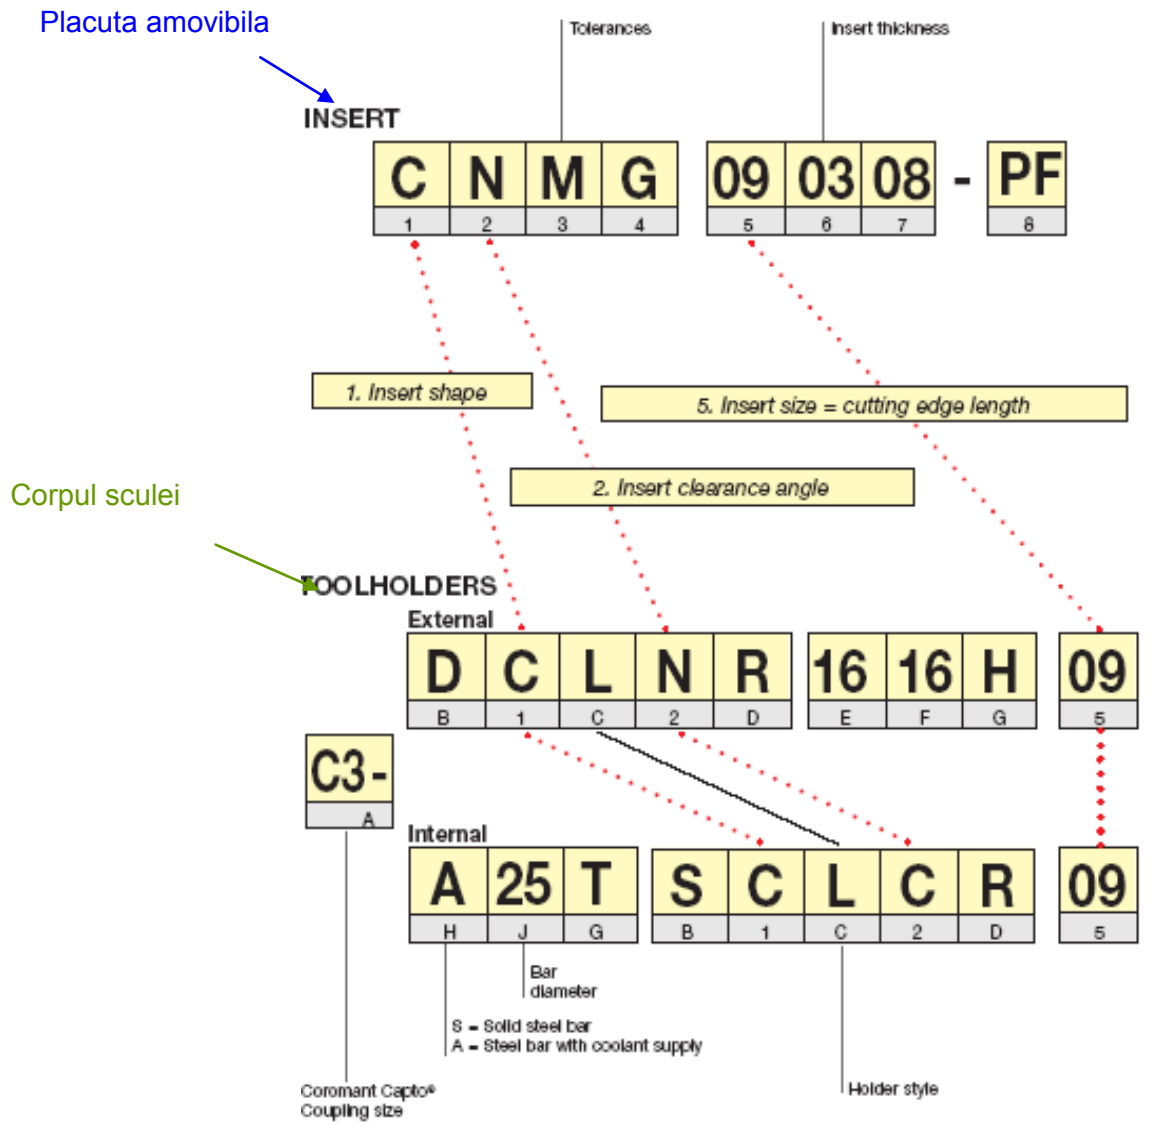 Placuta amovibila
Tolerances
Insert thickness
INSERT
C N M G 09 03 08 - PF
1 2 3 4 5 6 7 8
1. Insert shape
5. Insert size = cutting edge length
2. Insert clearance angle
Corpul sculei
TOOLHOLDERS
External
D C L N R 16 16 H 09
B 1 C 2 D E F G 5
C3-
A
Internal
A 25 T S C L C R 09
H J G B 1 C 2 D 5
Bar
diameter
S = Solid steel bar
A = Steel bar with coolant supply
Coromant Capto®
Coupling size
Holder style